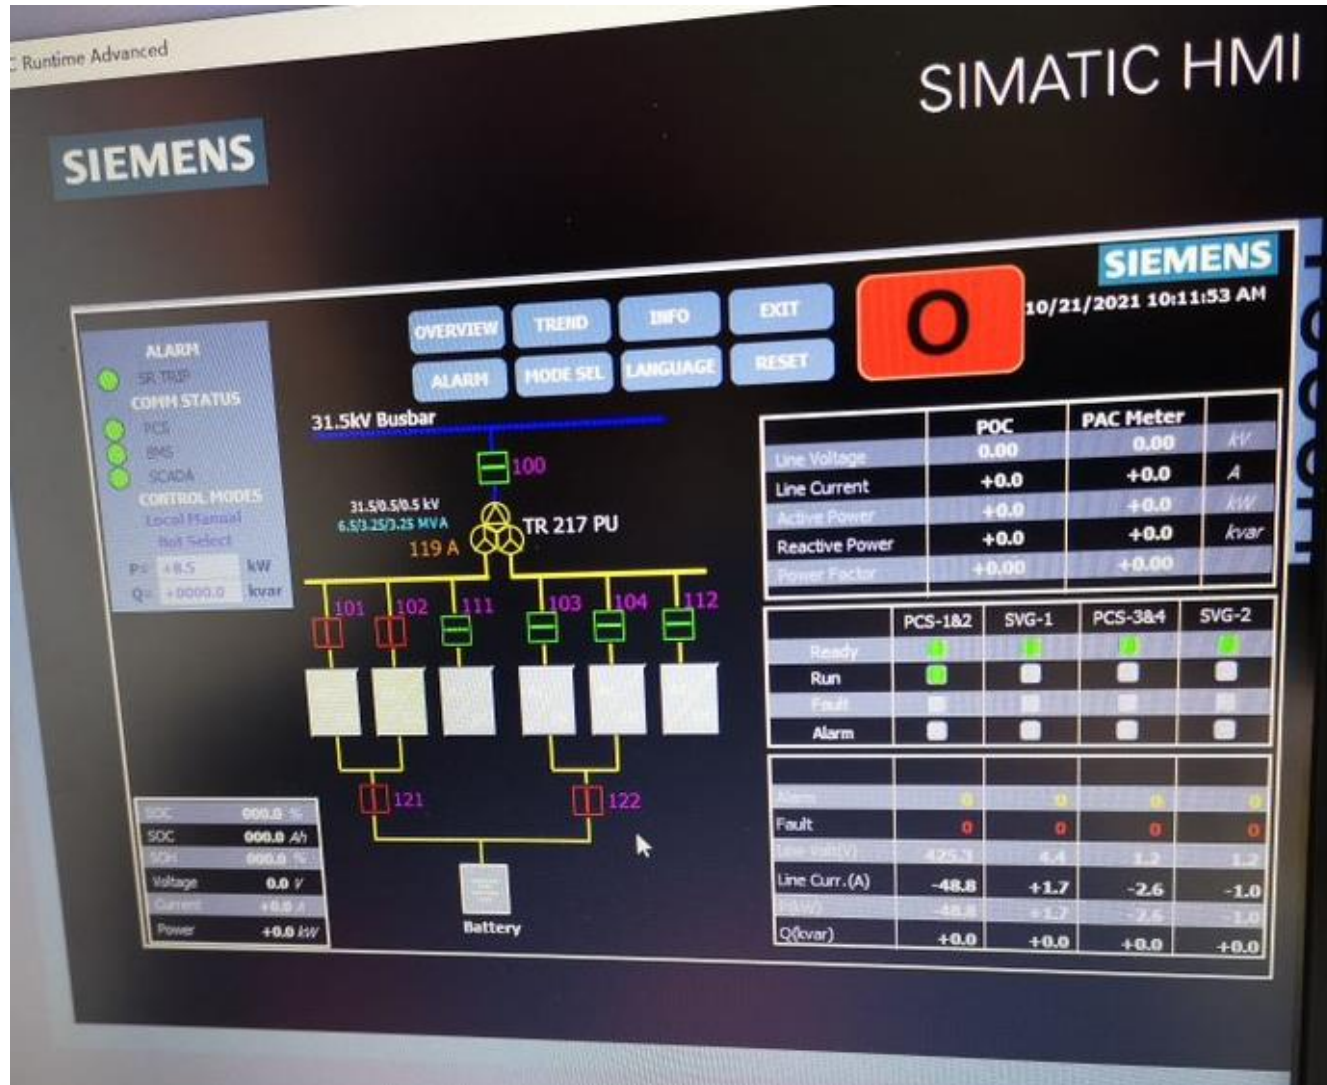 C Runtime Advanced
SIMATIC HMI
SIEMENS
SIEMENS
10/21/2021 10:11:53 AM
O
OVERVIEW TREND INFO EXIT
ALARM MODE SEL LANGUAGE RESET
ALARM
SR TRIP
COMM STATUS
PCS
BMS
SCADA
CONTROL MODES
Local Manual
Not Select
P= +8.5 kW
Q= +0000.0 kvar
31.5kV Busbar
100
31.5/0.5/0.5 kV
6.5/3.25/3.25 MVA
119 A
TR 217 PU
101 102 111 103 104 112
121 122
Battery
SOC 000.0 %
SOC 000.0 Ah
SOH 000.0 %
Voltage 0.0 V
Current +0.0 A
Power +0.0 kW
POC PAC Meter
Line Voltage 0.00 0.00 kV
Line Current +0.0 +0.0 A
Active Power +0.0 +0.0 kW
Reactive Power +0.0 +0.0 kvar
Power Factor +0.00 +0.00
PCS-1&2 SVG-1 PCS-3&4 SVG-2
Ready
Run
Fault
Alarm
Alarm 0 0 0 0
Fault 0 0 0 0
Line Volt(V) 425.3 4.4 1.2 1.2
Line Curr.(A) -48.8 +1.7 -2.6 -1.0
P(kW) -48.8 +1.7 -2.6 -1.0
Q(kvar) +0.0 +0.0 +0.0 +0.0